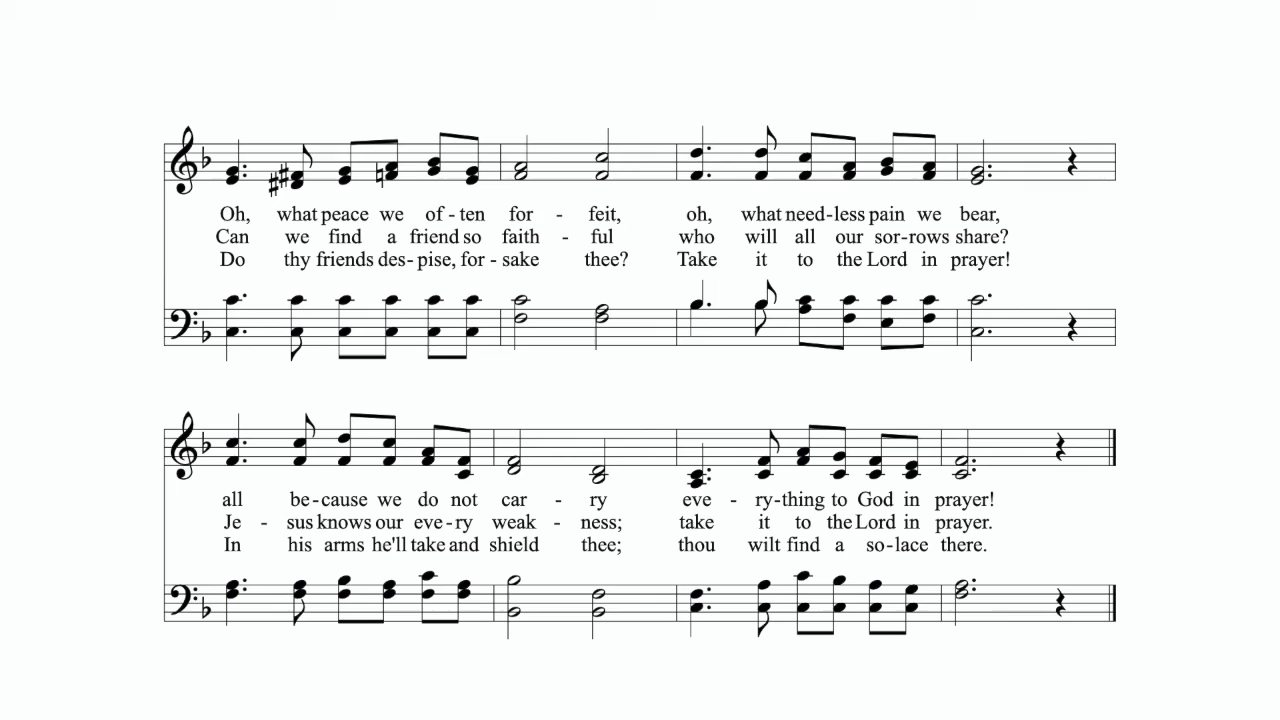 Oh, what peace we of - ten for - feit, oh, what need - less pain we bear,
Can we find a friend so faith - ful who will all our sor - rows share?
Do thy friends des - pise, for - sake thee? Take it to the Lord in prayer!
all be - cause we do not car - ry eve - ry - thing to God in prayer!
Je - sus knows our eve - ry weak - ness; take it to the Lord in prayer.
In his arms he'll take and shield thee; thou wilt find a so - lace there.